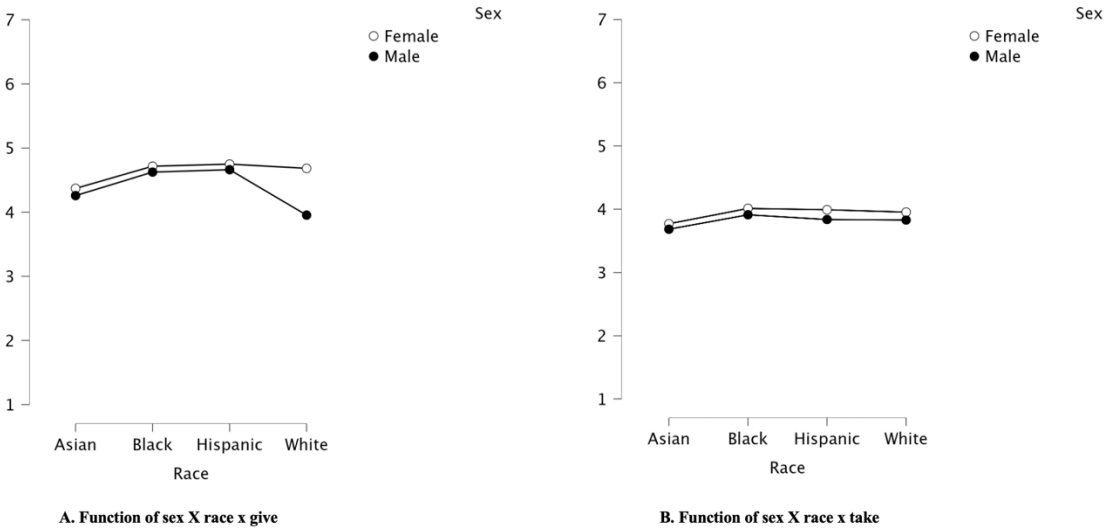 Sex
Female
Male
7
6
5
4
3
2
1
Asian Black Hispanic White
Race
A. Function of sex X race x give
Sex
Female
Male
7
6
5
4
3
2
1
Asian Black Hispanic White
Race
B. Function of sex X race x take